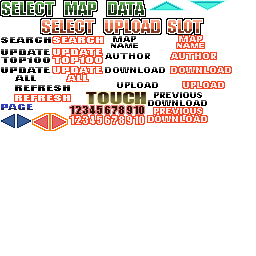 SELECT MAP DATA
SELECT UPLOAD SLOT
SEARCH SEARCH MAP NAME MAP NAME
UPDATE TOP100 UPDATE TOP100 AUTHOR AUTHOR
UPDATE ALL UPDATE ALL DOWNLOAD DOWNLOAD
REFRESH UPLOAD UPLOAD
REFRESH TOUCH PREVIOUS DOWNLOAD
PAGE 12345678910 PREVIOUS DOWNLOAD
12345678910